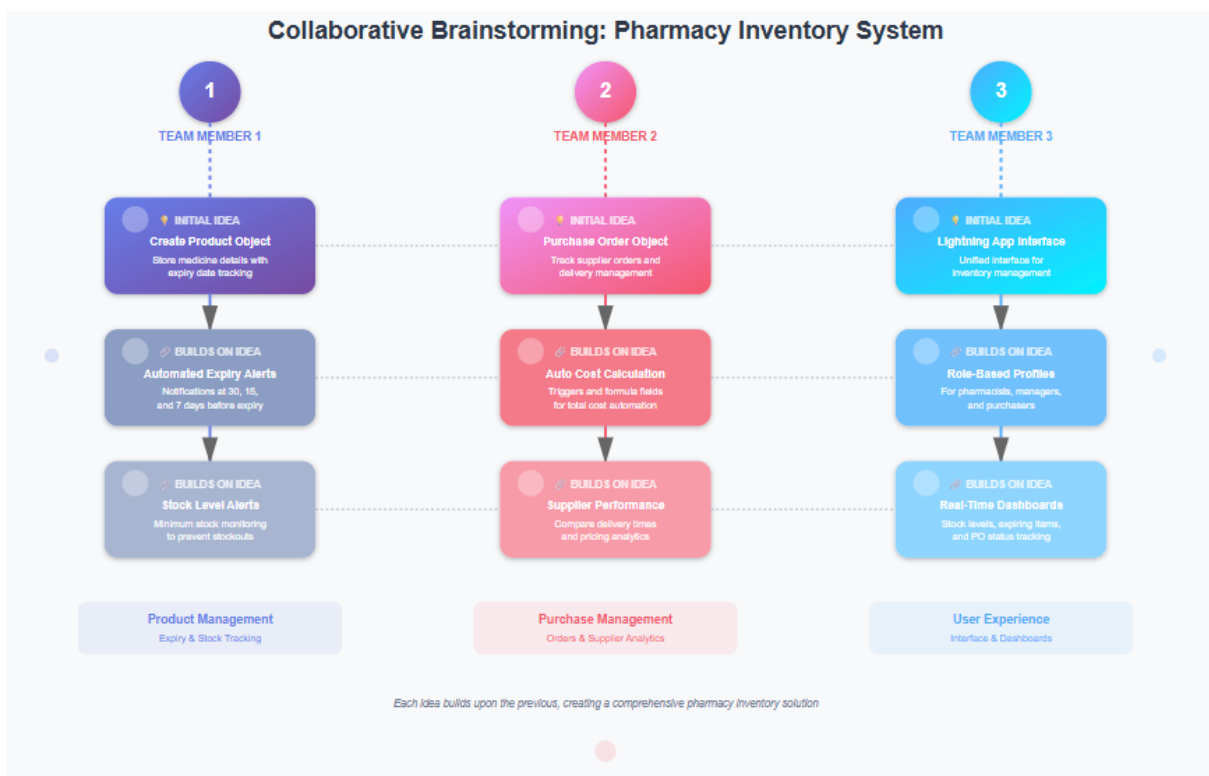 Collaborative Brainstorming: Pharmacy Inventory System
1
TEAM MEMBER 1
💡 INITIAL IDEA
Create Product Object
Store medicine details with
expiry date tracking
🔗 BUILDS ON IDEA
Automated Expiry Alerts
Notifications at 30, 15,
and 7 days before expiry
🔗 BUILDS ON IDEA
Stock Level Alerts
Minimum stock monitoring
to prevent stockouts
Product Management
Expiry & Stock Tracking
2
TEAM MEMBER 2
💡 INITIAL IDEA
Purchase Order Object
Track supplier orders and
delivery management
🔗 BUILDS ON IDEA
Auto Cost Calculation
Triggers and formula fields
for total cost automation
🔗 BUILDS ON IDEA
Supplier Performance
Compare delivery times
and pricing analytics
Purchase Management
Orders & Supplier Analytics
3
TEAM MEMBER 3
💡 INITIAL IDEA
Lightning App Interface
Unified interface for
inventory management
🔗 BUILDS ON IDEA
Role-Based Profiles
For pharmacists, managers,
and purchasers
🔗 BUILDS ON IDEA
Real-Time Dashboards
Stock levels, expiring items,
and PO status tracking
User Experience
Interface & Dashboards
Each idea builds upon the previous, creating a comprehensive pharmacy inventory solution